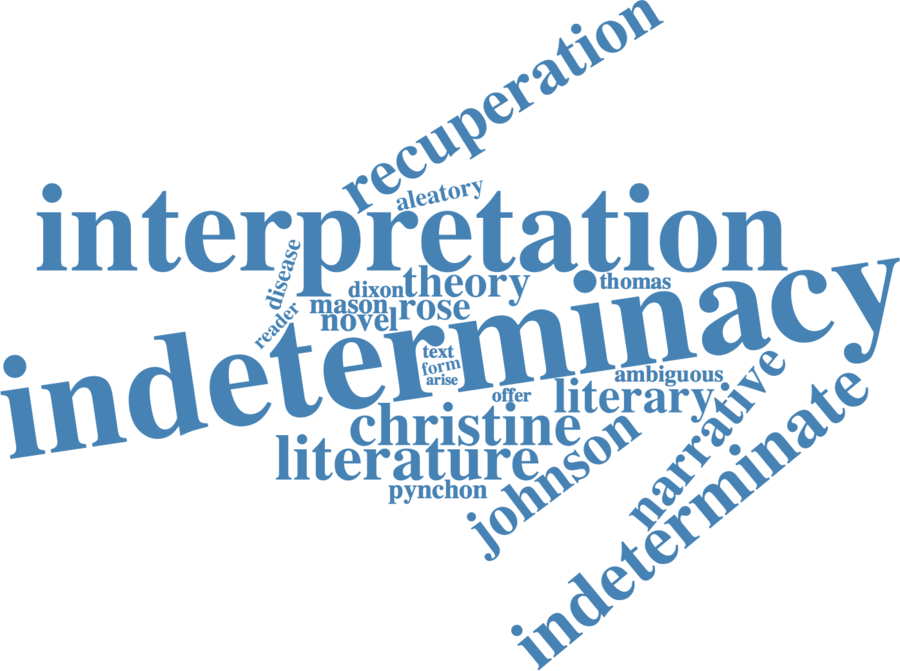 recuperation
aleatory
interpretation
disease
dixon
theory
thomas
mason
rose
reader
novel
indeterminacy
text
form
arise
ambiguous
offer
literary
narrative
christine
johnson
indeterminate
literature
pynchon